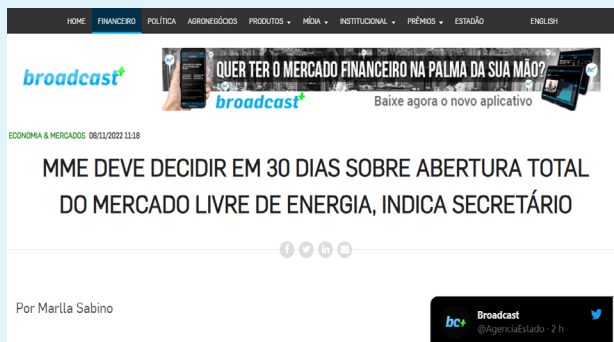 HOME FINANCEIRO POLÍTICA AGRONEGÓCIOS PRODUTOS MÍDIA INSTITUCIONAL PRÊMIOS ESTADÃO ENGLISH
broadcast+
QUER TER O MERCADO FINANCEIRO NA PALMA DA SUA MÃO?
broadcast+ Baixe agora o novo aplicativo
bc+
ECONOMIA & MERCADOS 08/11/2022 11:18
MME DEVE DECIDIR EM 30 DIAS SOBRE ABERTURA TOTAL
DO MERCADO LIVRE DE ENERGIA, INDICA SECRETÁRIO
Por Marlla Sabino
bc+ Broadcast
@AgenciaEstado · 2 h